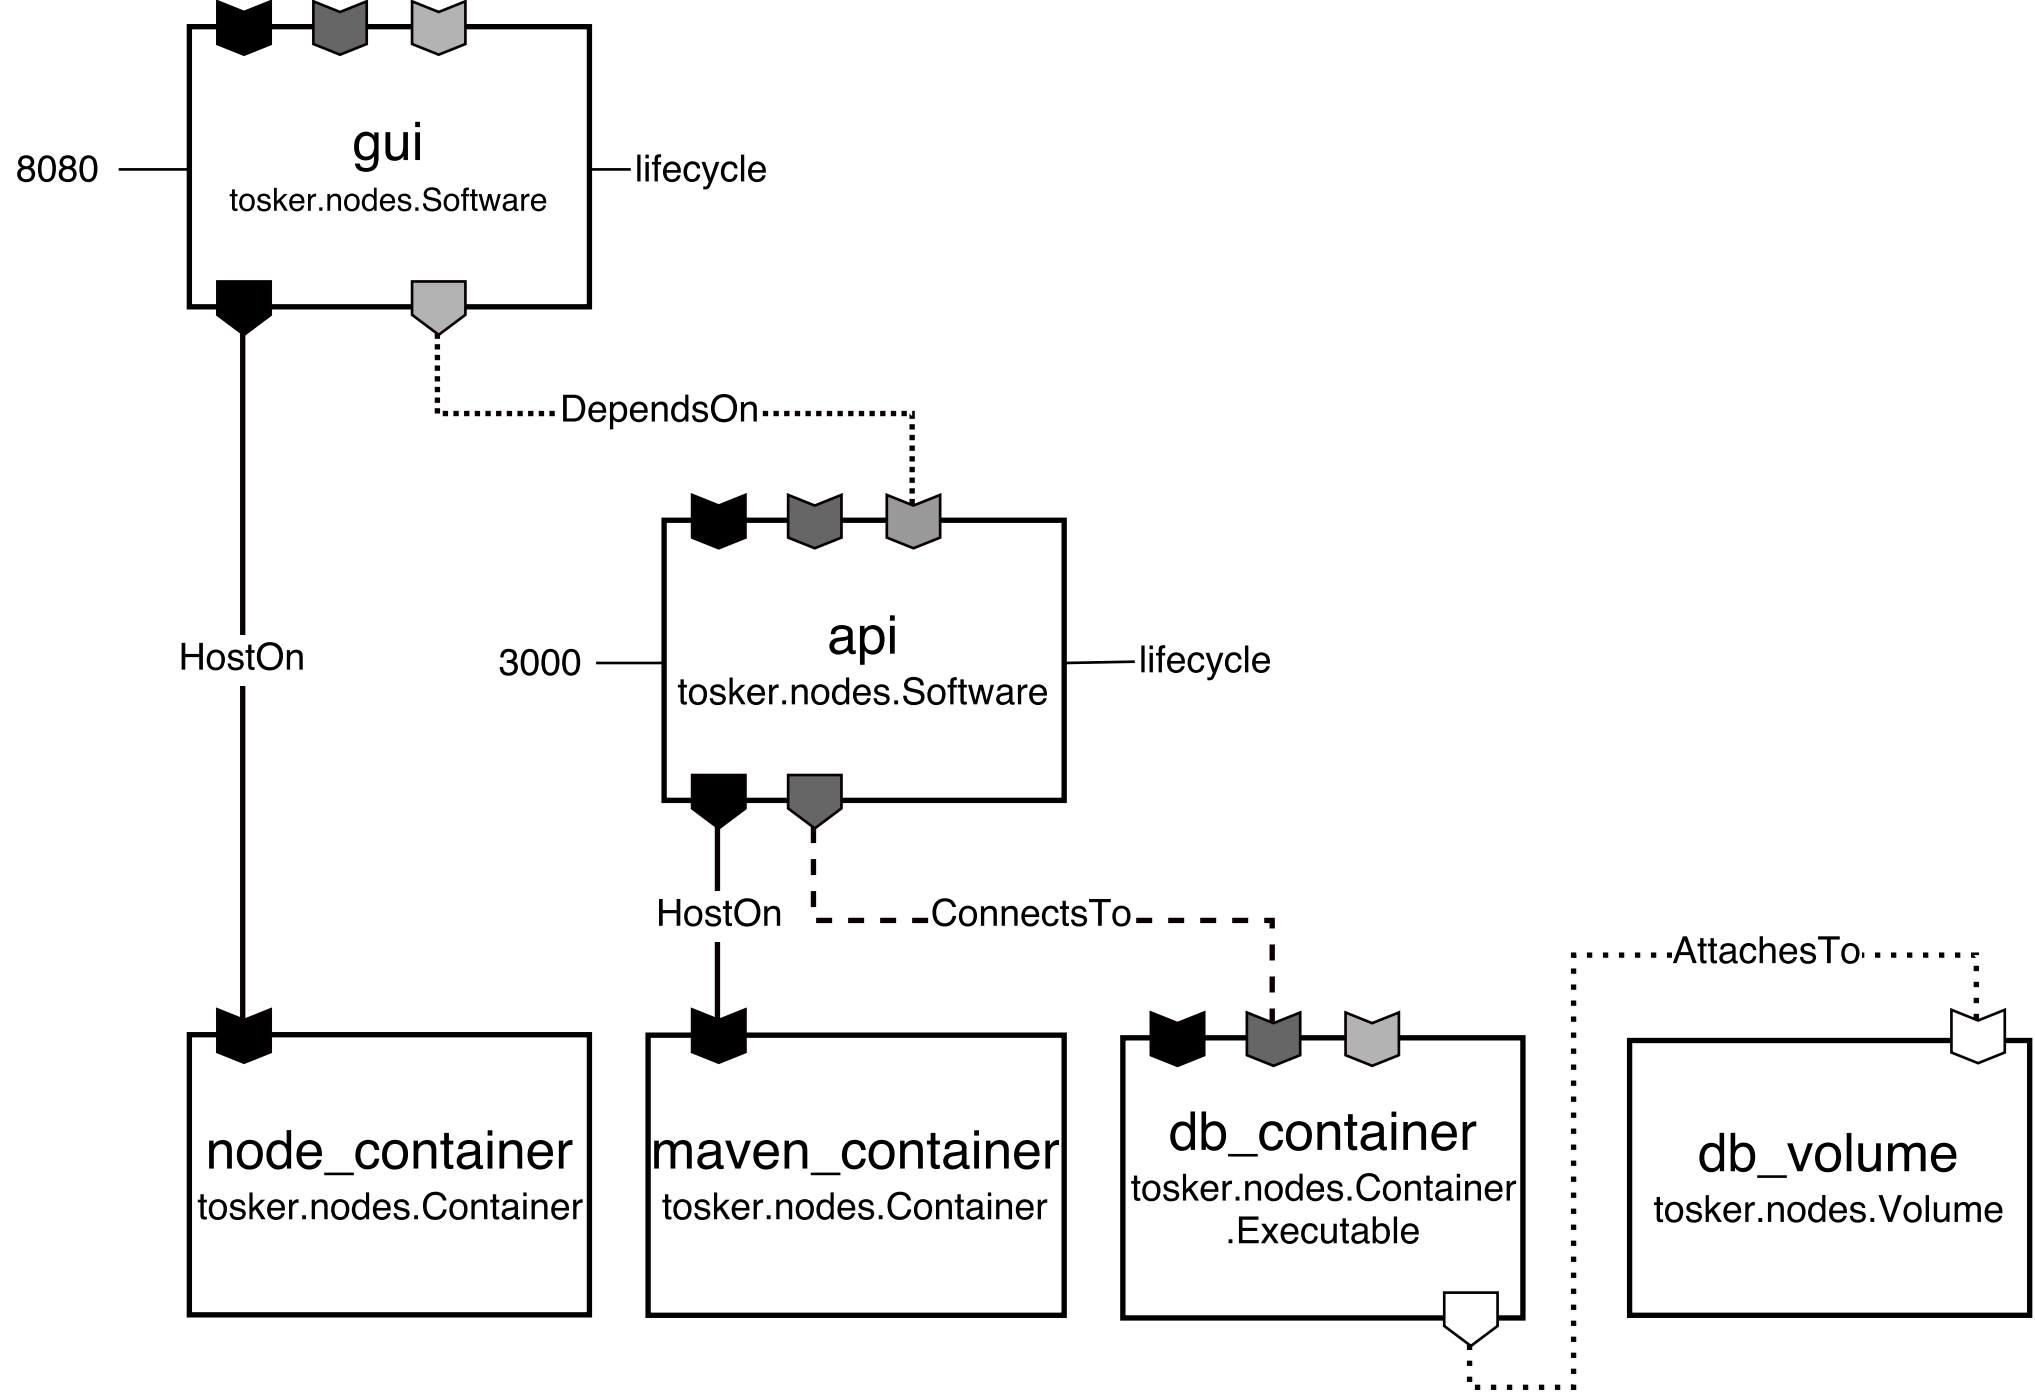 gui
8080
lifecycle
tosker.nodes.Software
DependsOn
api
HostOn
3000
lifecycle
tosker.nodes.Software
HostOn
ConnectsTo
AttachesTo
node_container
tosker.nodes.Container
maven_container
tosker.nodes.Container
db_container
tosker.nodes.Container
.Executable
db_volume
tosker.nodes.Volume